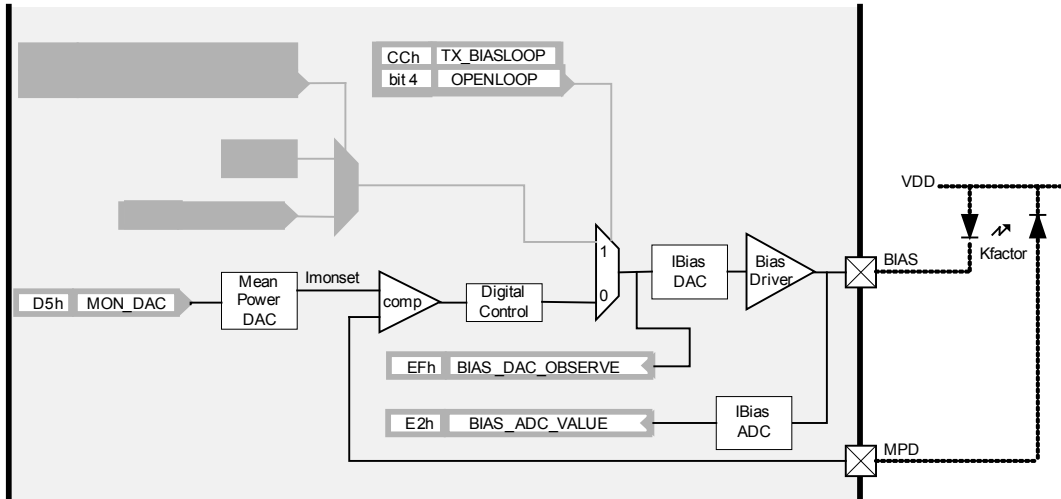 CCh TX_BIASLOOP
bit 4 OPENLOOP
VDD
Kfactor
1
0
IBias
DAC
Bias
Driver
BIAS
D5h MON_DAC
Mean
Power
DAC
Imonset
comp
Digital
Control
EFh BIAS_DAC_OBSERVE
E2h BIAS_ADC_VALUE
IBias
ADC
MPD